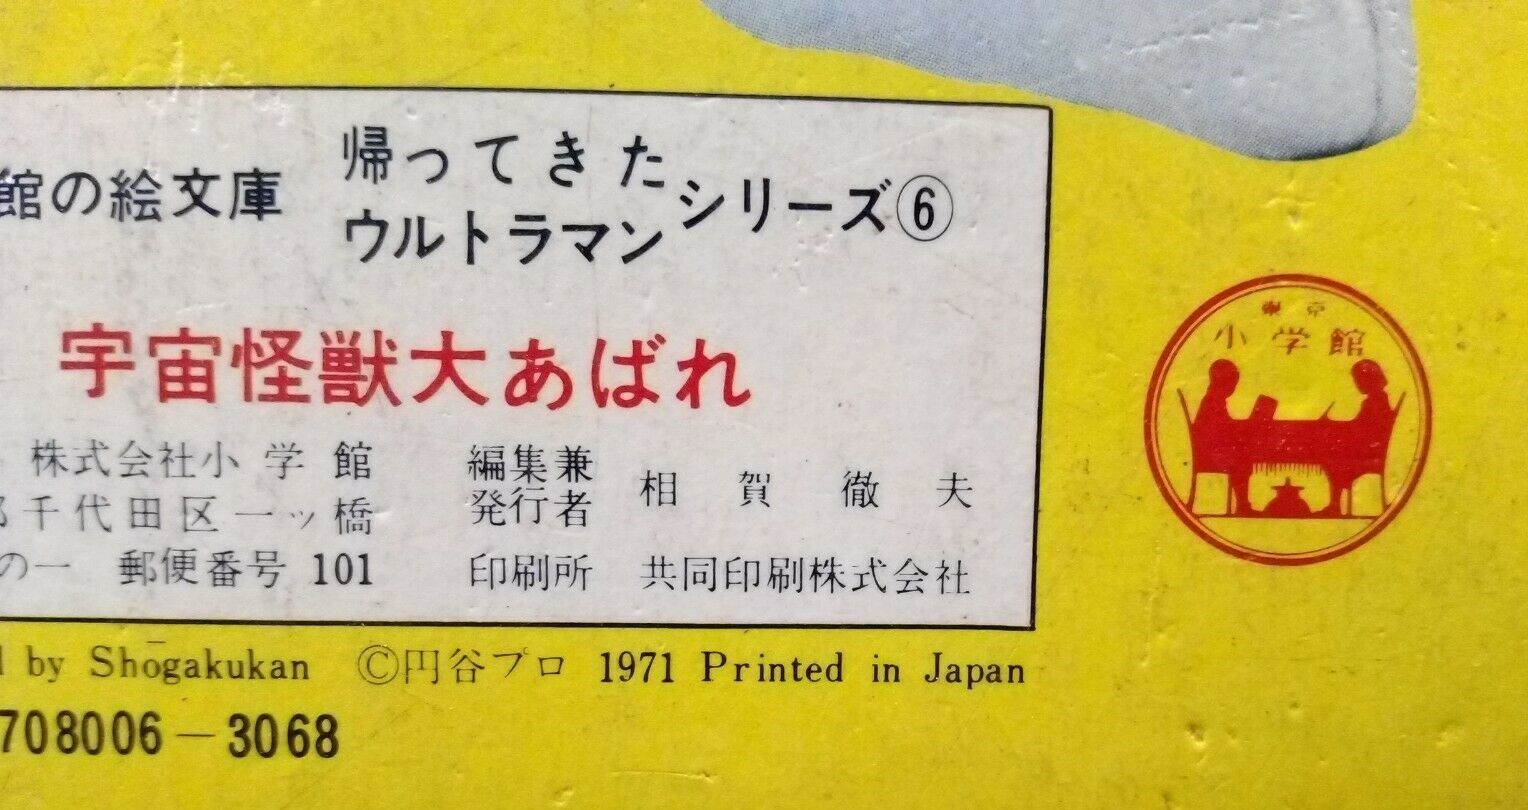 館の絵文庫 帰ってきた
ウルトラマン シリーズ⑥
宇宙怪獣大あばれ
株式会社小学館 編集兼
発行者 相賀徹夫
千代田区一ッ橋
の一 郵便番号 101 印刷所 共同印刷株式会社
by Shōgakukan ©円谷プロ 1971 Printed in Japan
708006-3068
東京
小学館